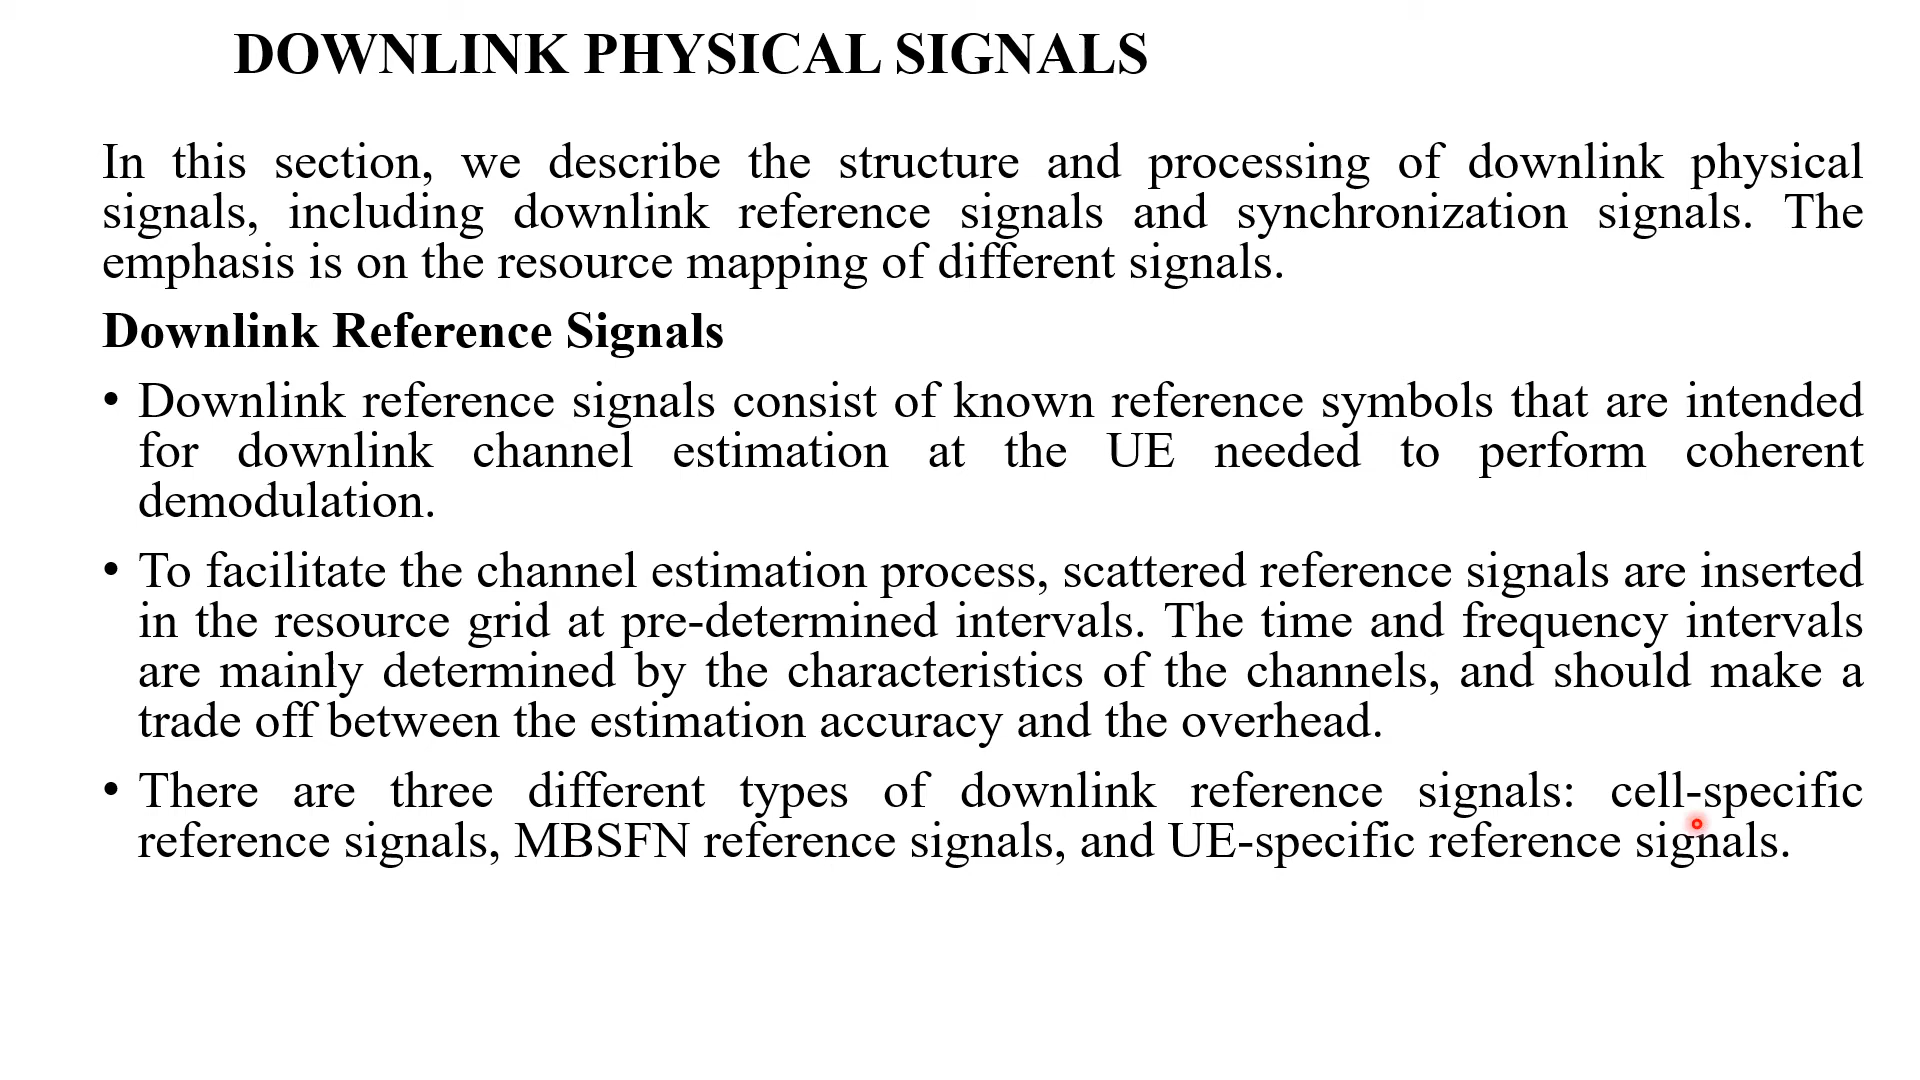 DOWNLINK PHYSICAL SIGNALS
In this section, we describe the structure and processing of downlink physical
signals, including downlink reference signals and synchronization signals. The
emphasis is on the resource mapping of different signals.
Downlink Reference Signals
• Downlink reference signals consist of known reference symbols that are intended
for downlink channel estimation at the UE needed to perform coherent
demodulation.
• To facilitate the channel estimation process, scattered reference signals are inserted
in the resource grid at pre-determined intervals. The time and frequency intervals
are mainly determined by the characteristics of the channels, and should make a
trade off between the estimation accuracy and the overhead.
• There are three different types of downlink reference signals: cell-specific
reference signals, MBSFN reference signals, and UE-specific reference signals.